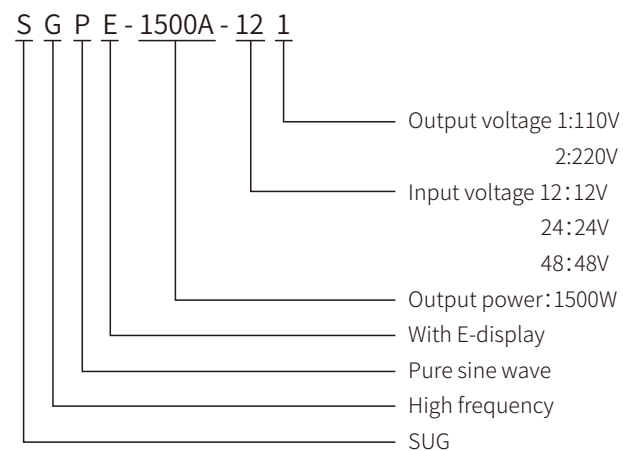 S G P E - 1500A - 12 1
Output voltage 1:110V
2:220V
Input voltage 12：12V
24：24V
48：48V
Output power：1500W
With E-display
Pure sine wave
High frequency
SUG